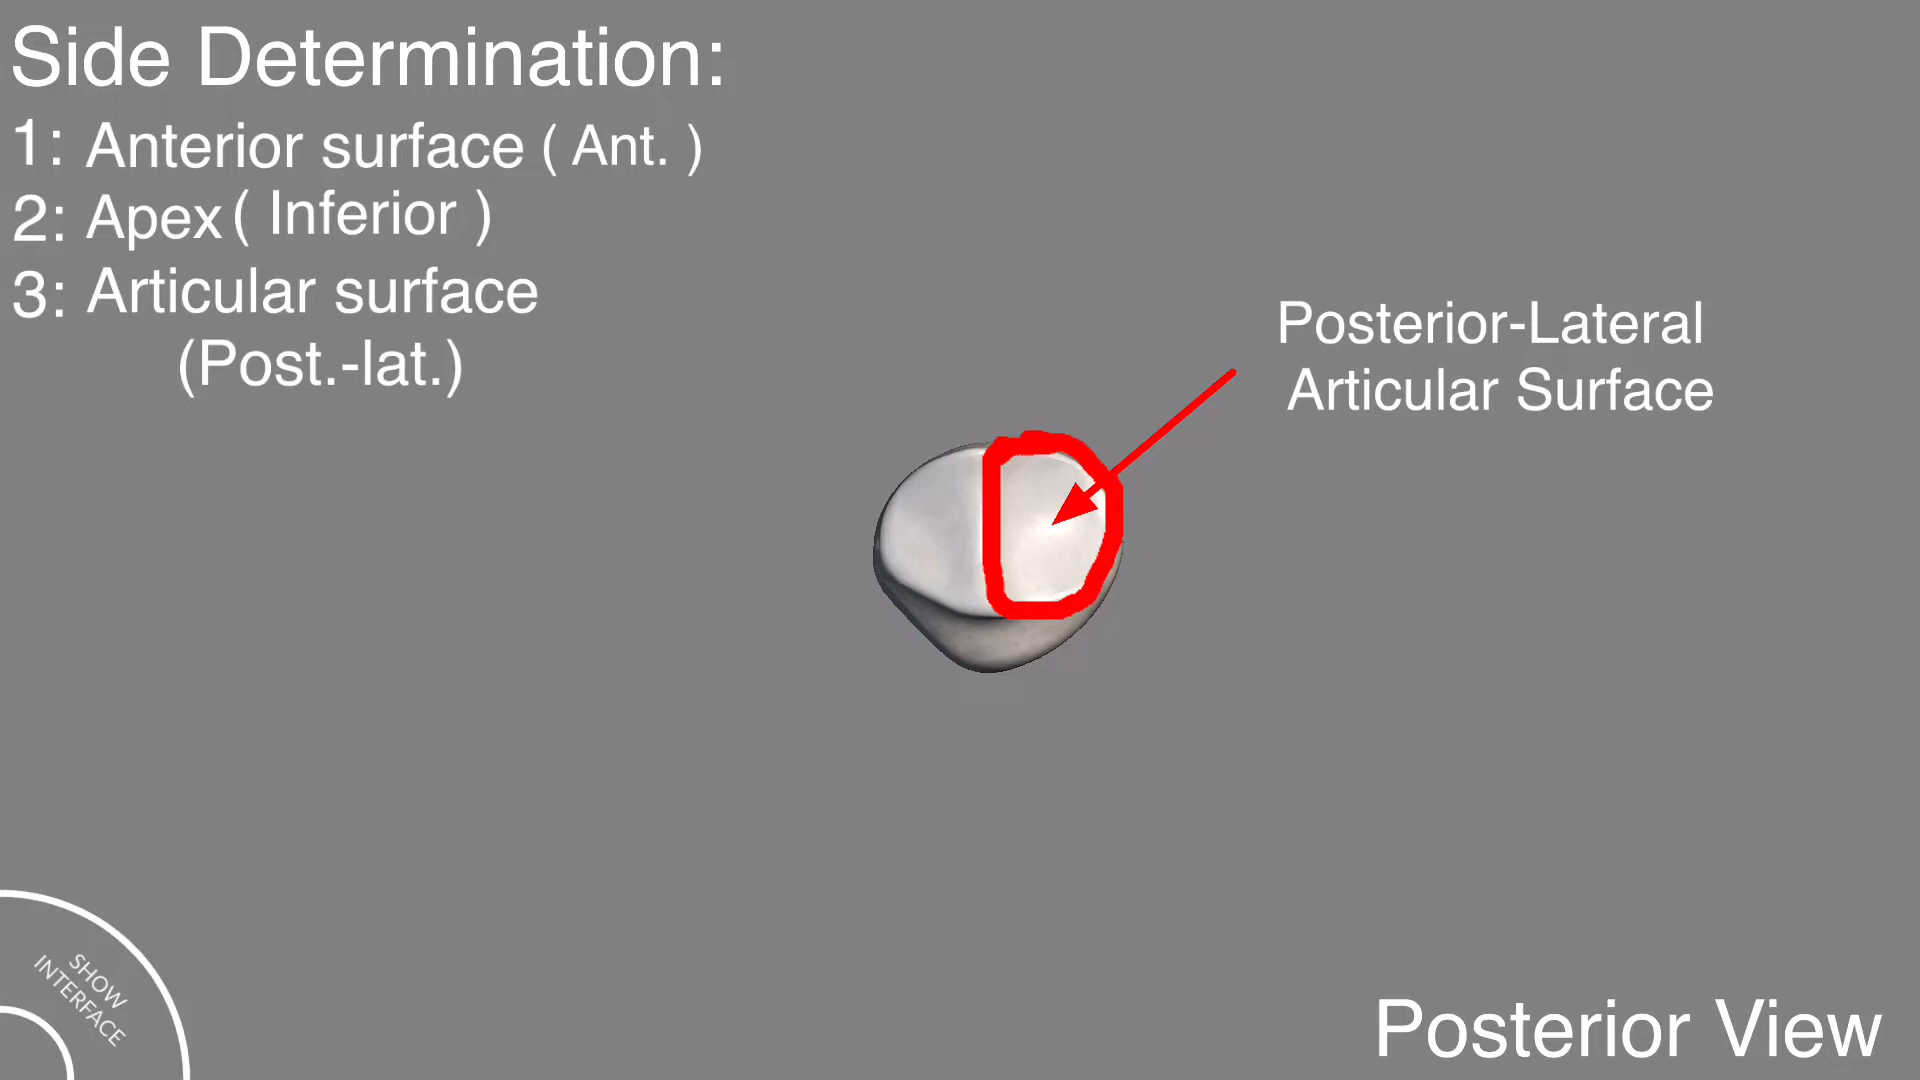 Side Determination:
1: Anterior surface ( Ant. )
2: Apex ( Inferior )
3: Articular surface
(Post.-lat.)
Posterior-Lateral
Articular Surface
SHOW
INTERFACE
Posterior View